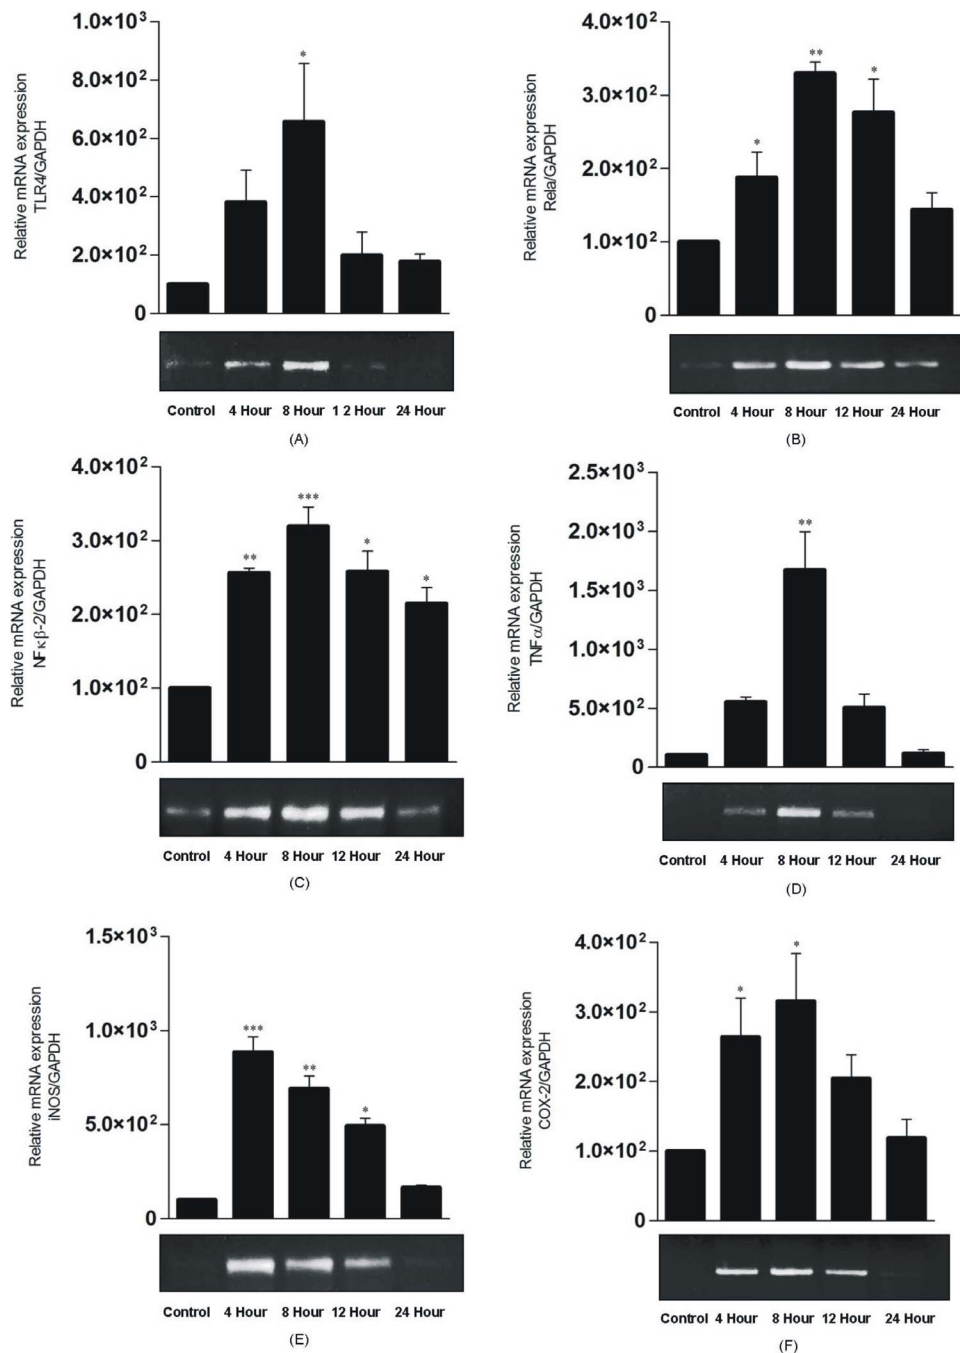 1.0×10³
8.0×10²
6.0×10²
4.0×10²
2.0×10²
0
Relative mRNA expression
TLR4/GAPDH
*
Control 4 Hour 8 Hour 1 2 Hour 24 Hour
(A)
4.0×10²
3.0×10²
2.0×10²
1.0×10²
0
Relative mRNA expression
Rela/GAPDH
* ** *
Control 4 Hour 8 Hour 12 Hour 24 Hour
(B)
4.0×10²
3.0×10²
2.0×10²
1.0×10²
0
Relative mRNA expression
NFκβ-2/GAPDH
** *** * *
Control 4 Hour 8 Hour 12 Hour 24 Hour
(C)
2.5×10³
2.0×10³
1.5×10³
1.0×10³
5.0×10²
0
Relative mRNA expression
TNFα/GAPDH
**
Control 4 Hour 8 Hour 12 Hour 24 Hour
(D)
1.5×10³
1.0×10³
5.0×10²
0
Relative mRNA expression
iNOS/GAPDH
*** ** *
Control 4 Hour 8 Hour 12 Hour 24 Hour
(E)
4.0×10²
3.0×10²
2.0×10²
1.0×10²
0
Relative mRNA expression
COX-2/GAPDH
* *
Control 4 Hour 8 Hour 12 Hour 24 Hour
(F)